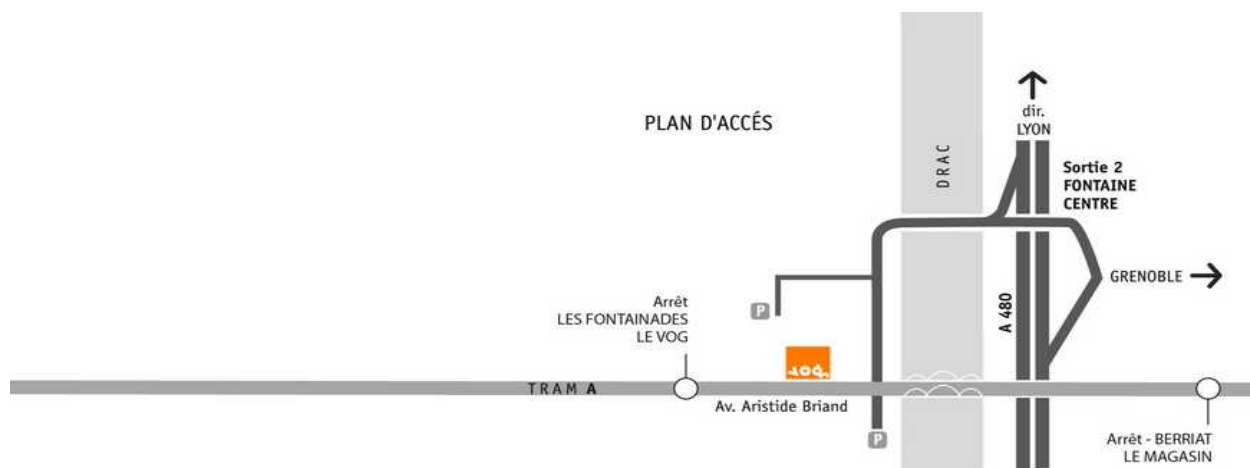 PLAN D'ACCÉS
DRAC
dir.
LYON
Sortie 2
FONTAINE
CENTRE
GRENOBLE
A 480
Arrêt
LES FONTAINADES
LE VOG
P
VOG
TRAM A
Av. Aristide Briand
P
Arrêt - BERRIAT
LE MAGASIN